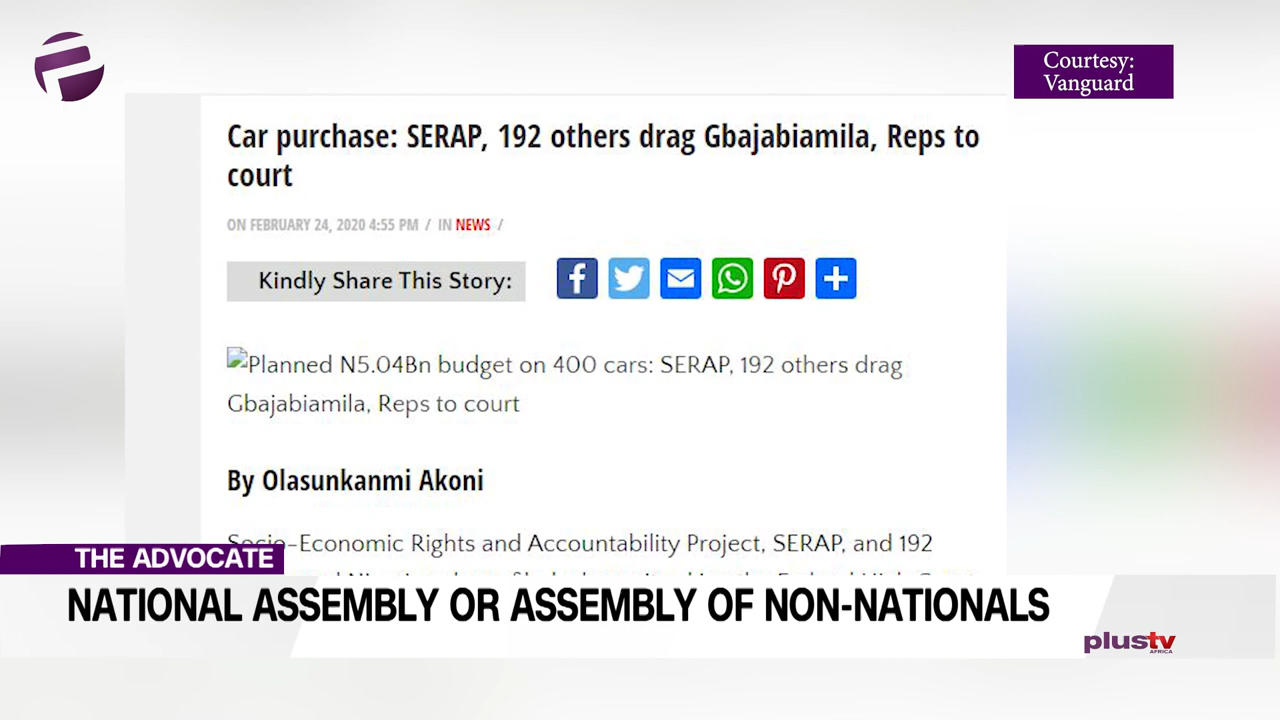 Courtesy:
Vanguard
Car purchase: SERAP, 192 others drag Gbajabiamila, Reps to
court
ON FEBRUARY 24, 2020 4:55 PM / IN NEWS /
Kindly Share This Story:
Planned N5.04Bn budget on 400 cars: SERAP, 192 others drag
Gbajabiamila, Reps to court
By Olasunkanmi Akoni
Socio-Economic Rights and Accountability Project, SERAP, and 192
THE ADVOCATE
NATIONAL ASSEMBLY OR ASSEMBLY OF NON-NATIONALS
plustv
AFRICA